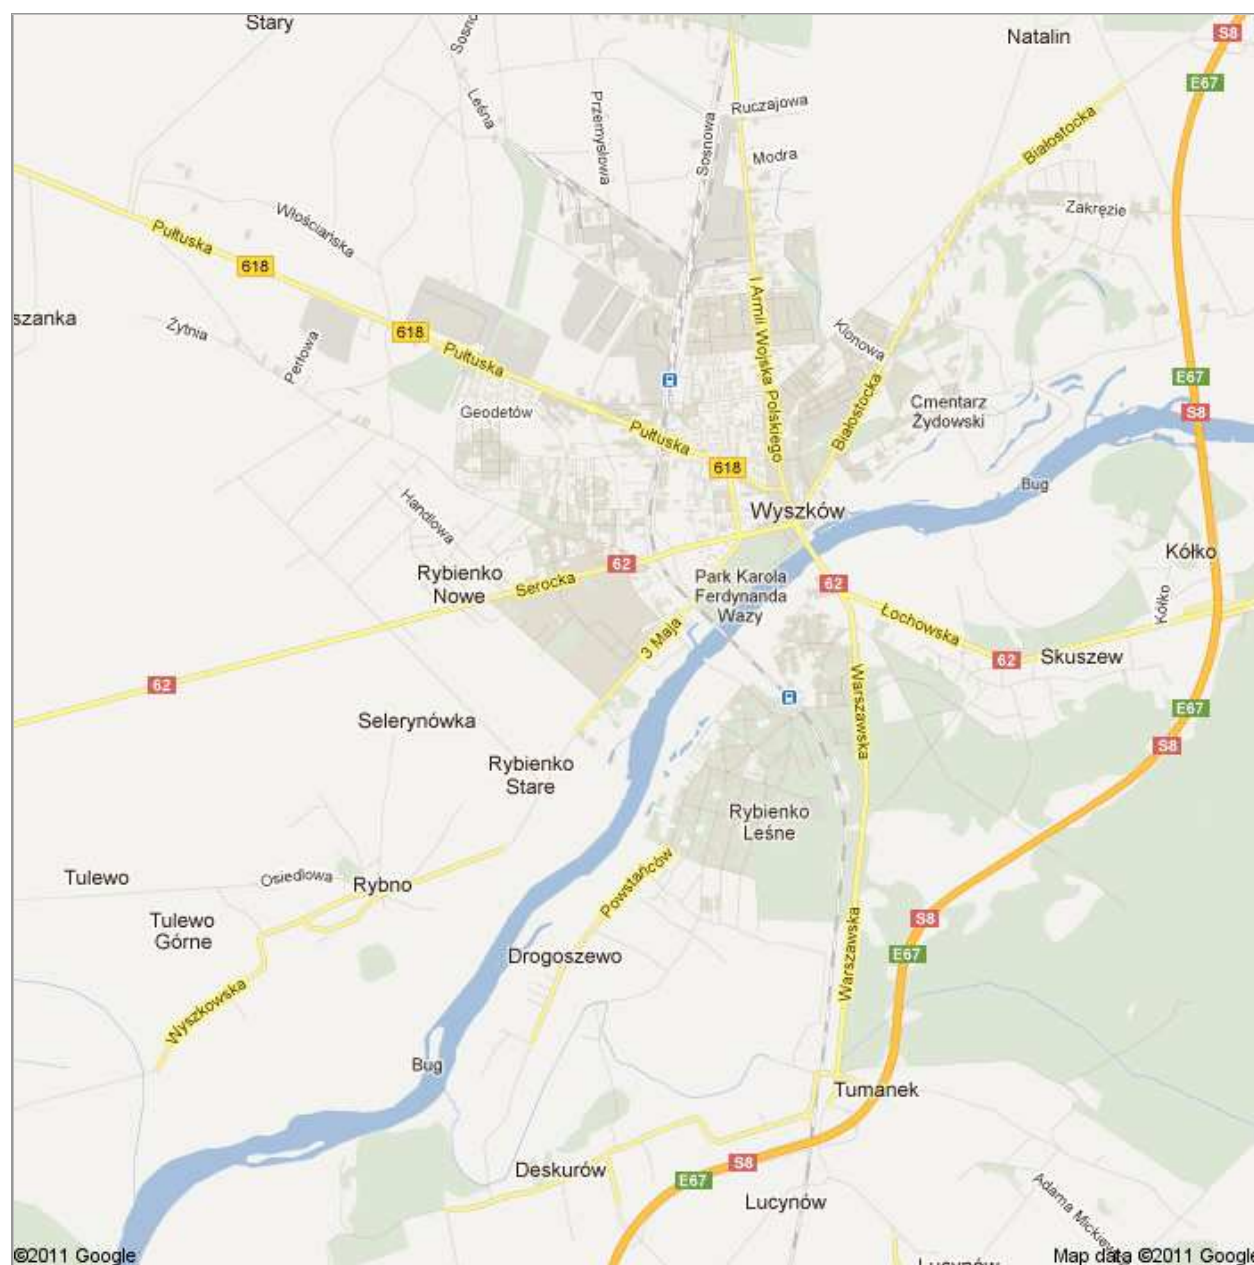 Stary
Natalin
S8
Sosno
E67
Leśna
Przemysłowa
Ruczajowa
Sosnowa
Białostocka
Modra
Zakręzie
Włościańska
Pułtuska
618
szanka
Żytnia
Perłowa
618
Pułtuska
I Armii Wojska Polskiego
Klonowa
E67
Białostocka
Cmentarz
Żydowski
S8
Geodetów
Pułtuska
618
Bug
Handlowa
Wyszków
Kółko
62
Rybienko
Nowe
Serocka
Park Karola
Ferdynanda
Wazy
62
Kółko
Łochowska
3 Maja
62
Skuszew
62
Warszawska
E67
Selerynówka
S8
Rybienko
Stare
Rybienko
Leśne
Tulewo
Osiedlowa
Rybno
Powstańców
Tulewo
Górne
S8
Warszawska
Drogoszewo
E67
Wyszkowska
Bug
Tumanek
Deskurów
S8
E67
Lucynów
Adama Mickiew
©2011 Google
Map data ©2011 Google